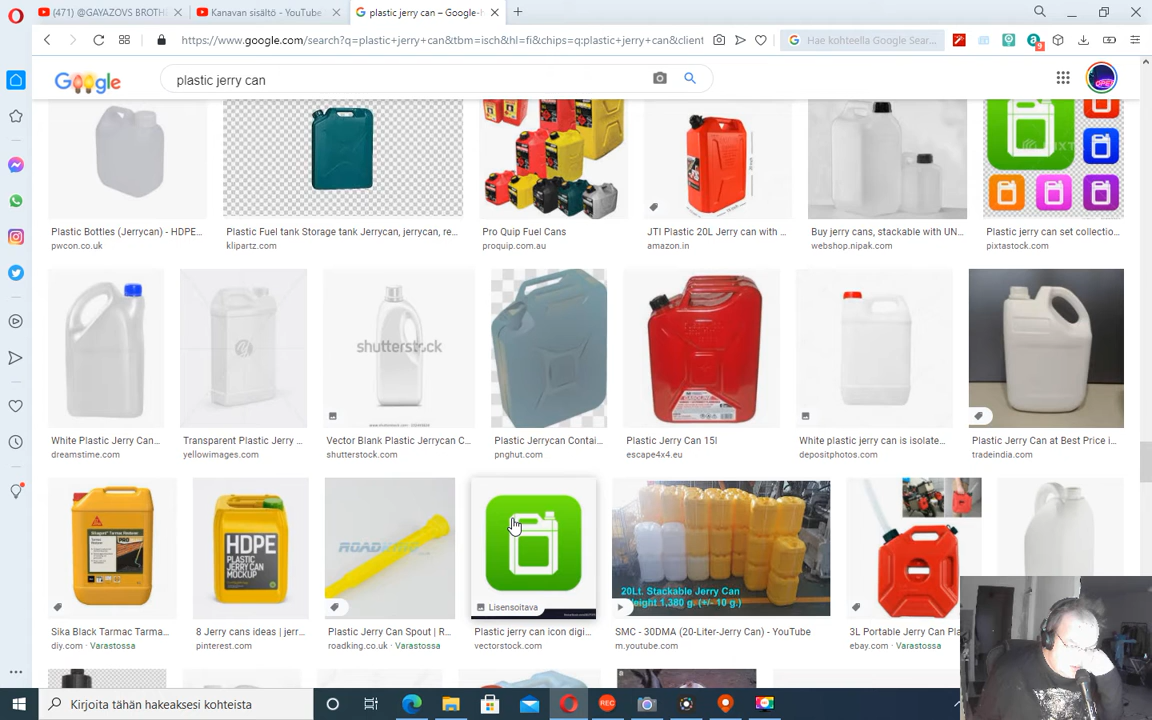 (471) @GAYAZOVS BROTH
Kanavan sisältö - YouTube
plastic jerry can – Google-h
https://www.google.com/search?q=plastic+jerry+can&tbm=isch&hl=fi&chips=q:plastic+jerry+can&client
Hae kohteella Google Sear...
9
Google
plastic jerry can
Plastic Bottles (Jerrycan) - HDPE...
pwcon.co.uk
Plastic Fuel tank Storage tank Jerrycan, jerrycan, re...
klipartz.com
Pro Quip Fuel Cans
proquip.com.au
JTI Plastic 20L Jerry can with ...
amazon.in
Buy jerry cans, stackable with UN...
webshop.nipak.com
Plastic jerry can set collectio...
pixtastock.com
shutterstock
White Plastic Jerry Can...
dreamstime.com
Transparent Plastic Jerry ...
yellowimages.com
Vector Blank Plastic Jerrycan C...
shutterstock.com
Plastic Jerrycan Contai...
pnghut.com
Plastic Jerry Can 15l
escape4x4.eu
White plastic jerry can is isolate...
depositphotos.com
Plastic Jerry Can at Best Price i...
tradeindia.com
HDPE
PLASTIC
JERRY CAN
MOCKUP
Lisensoitava
20Lt. Stackable Jerry Can
Weight 1,380 g. (+/- 10 g.)
Sika Black Tarmac Tarma...
diy.com · Varastossa
8 Jerry cans ideas | jerr...
pinterest.com
Plastic Jerry Can Spout | R...
roadking.co.uk · Varastossa
Plastic jerry can icon digi...
vectorstock.com
SMC - 30DMA (20-Liter-Jerry Can) - YouTube
m.youtube.com
3L Portable Jerry Can Pla
ebay.com · Varastossa
Kirjoita tähän hakeaksesi kohteita
REC